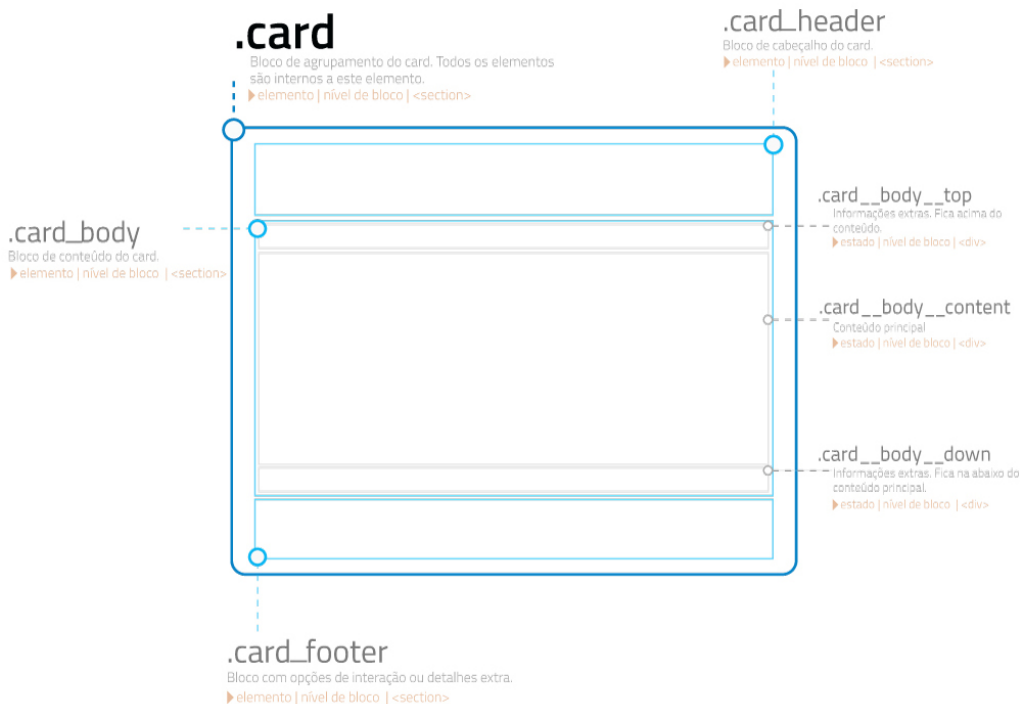 .card
Bloco de agrupamento do card. Todos os elementos
são internos a este elemento.
elemento | nível de bloco | <section>
.card_header
Bloco de cabeçalho do card.
elemento | nível de bloco | <section>
.card_body
Bloco de conteúdo do card.
elemento | nível de bloco | <section>
.card__body__top
Informações extras. Fica acima do
conteúdo.
estado | nível de bloco | <div>
.card__body__content
Conteúdo principal
estado | nível de bloco | <div>
.card__body__down
Informações extras. Fica na abaixo do
conteúdo principal.
estado | nível de bloco | <div>
.card_footer
Bloco com opções de interação ou detalhes extra.
elemento | nível de bloco | <section>